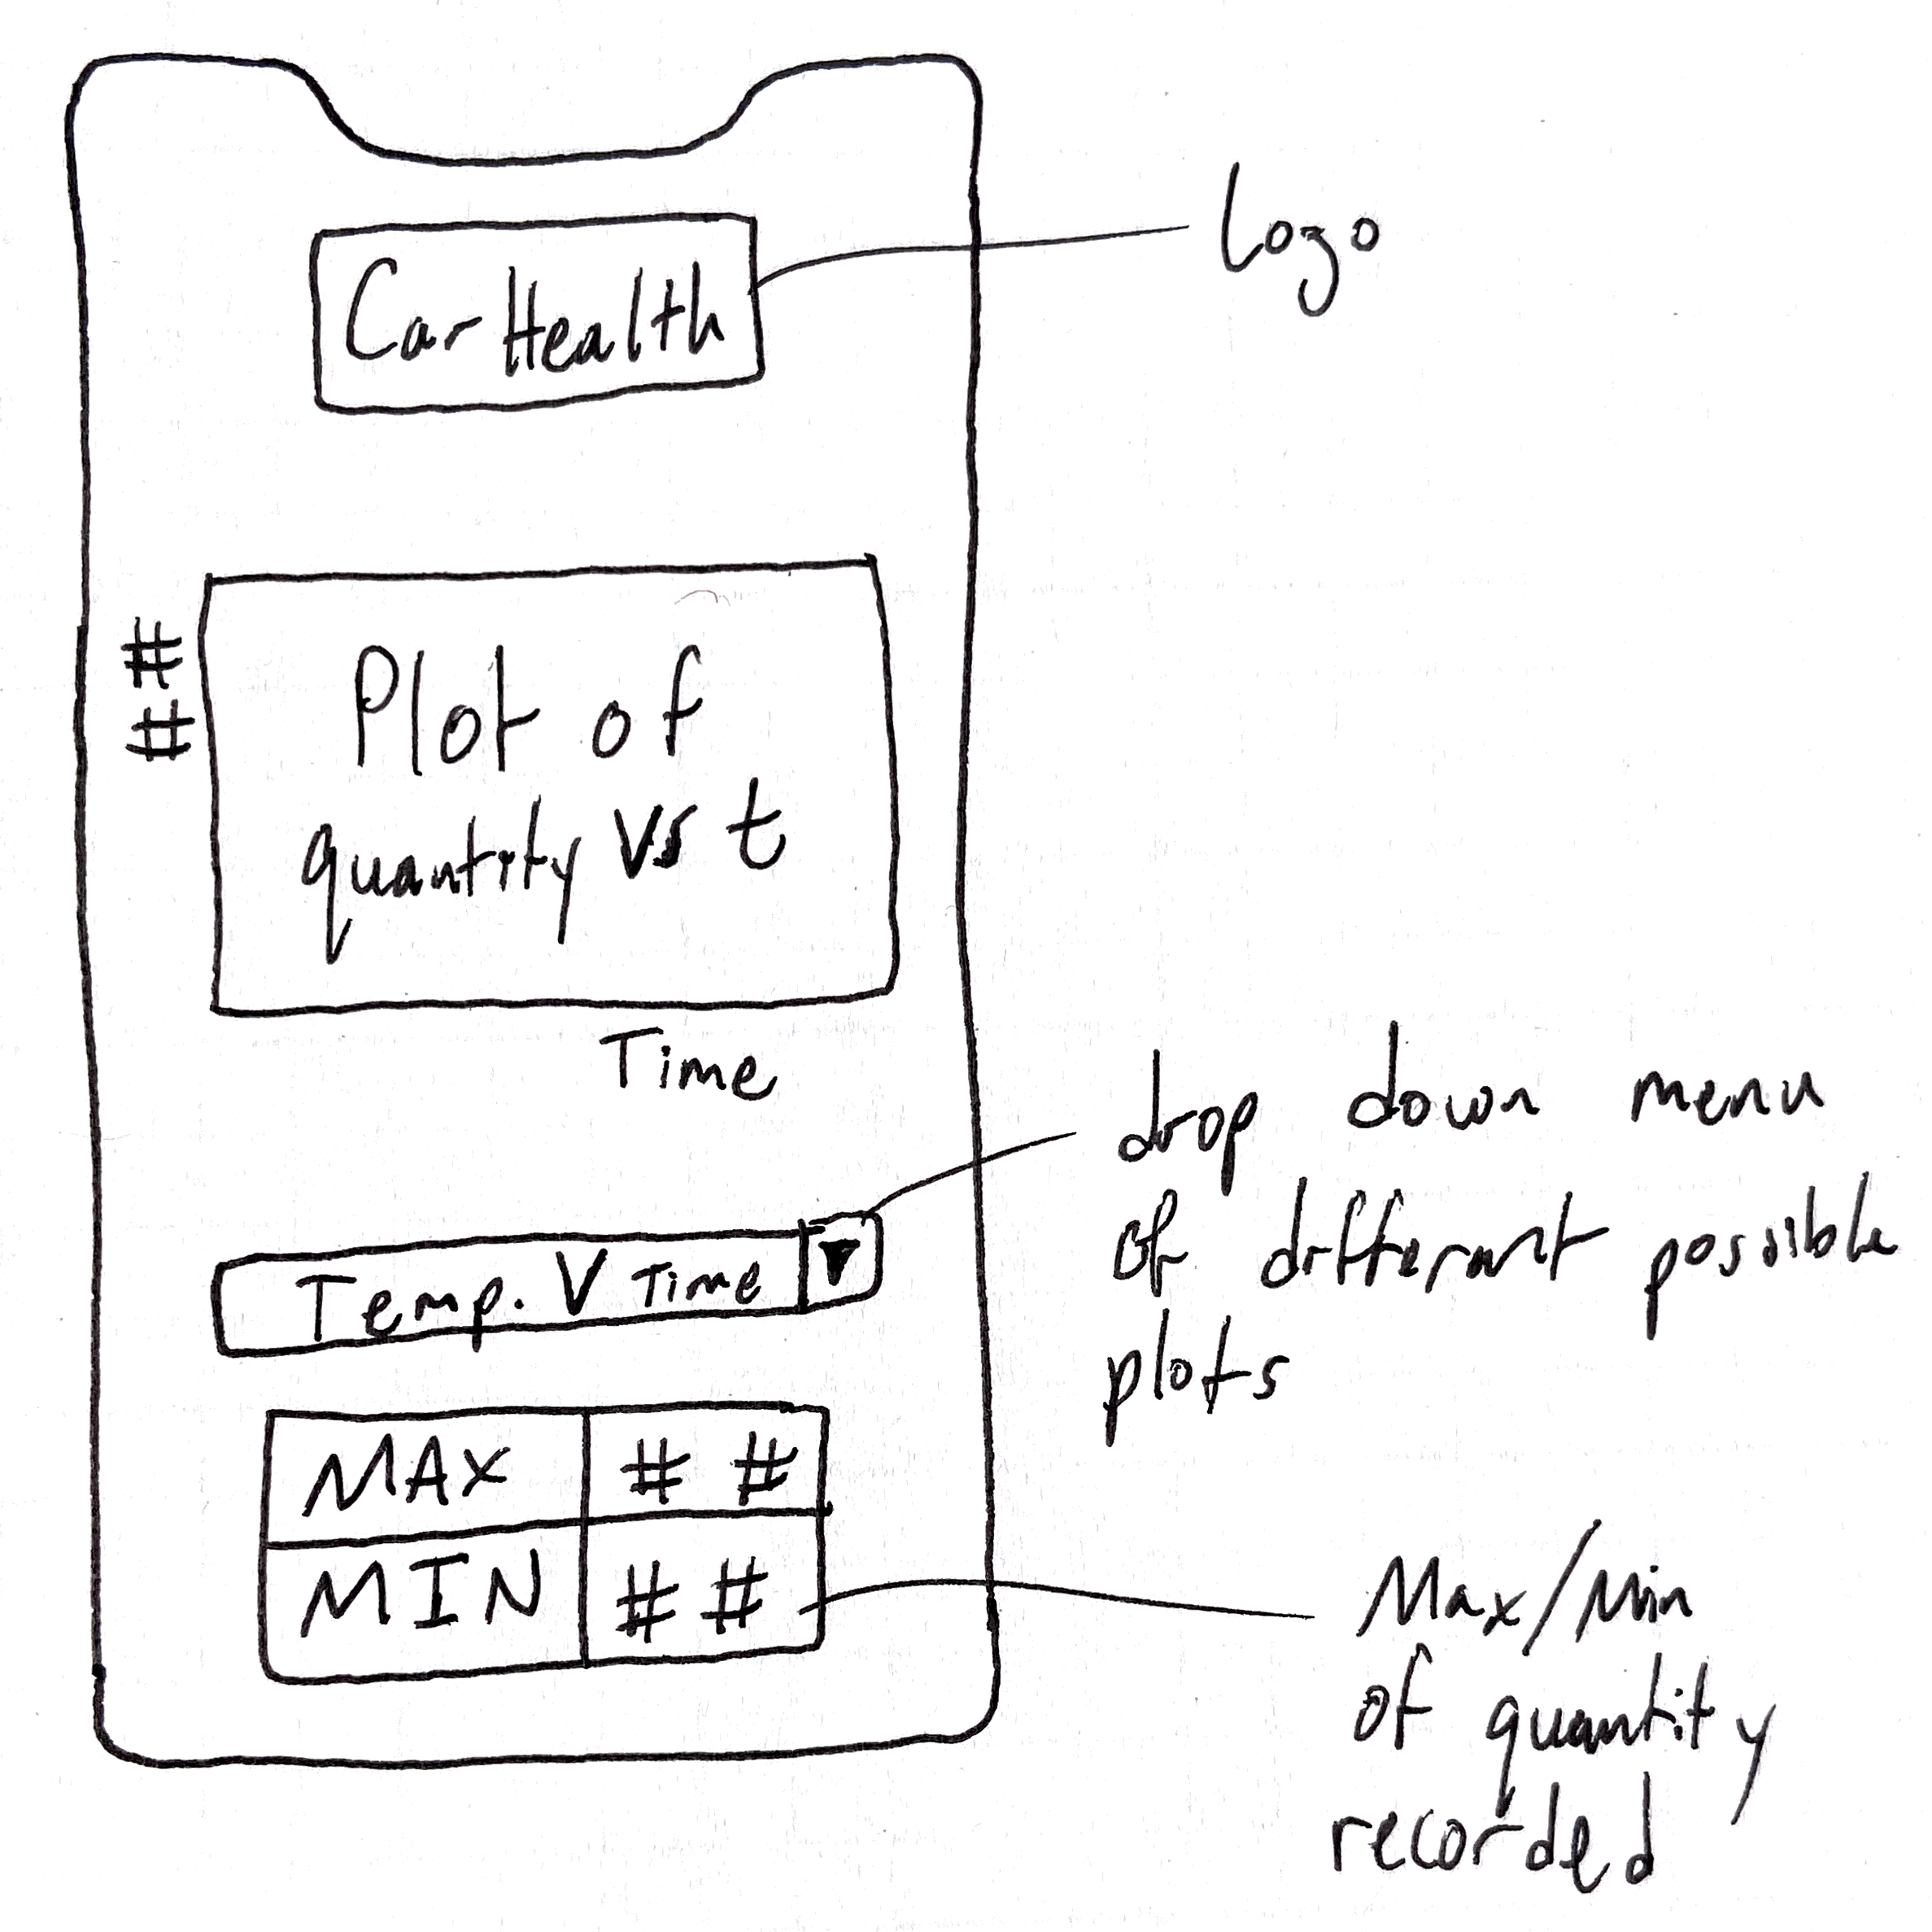 Car Health
Logo
#
#
Plot of
quantity vs t
Time
drop down menu
of different possible
plots
Temp. V Time
MAX # #
MIN # #
Max/Min
of quantity
recorded